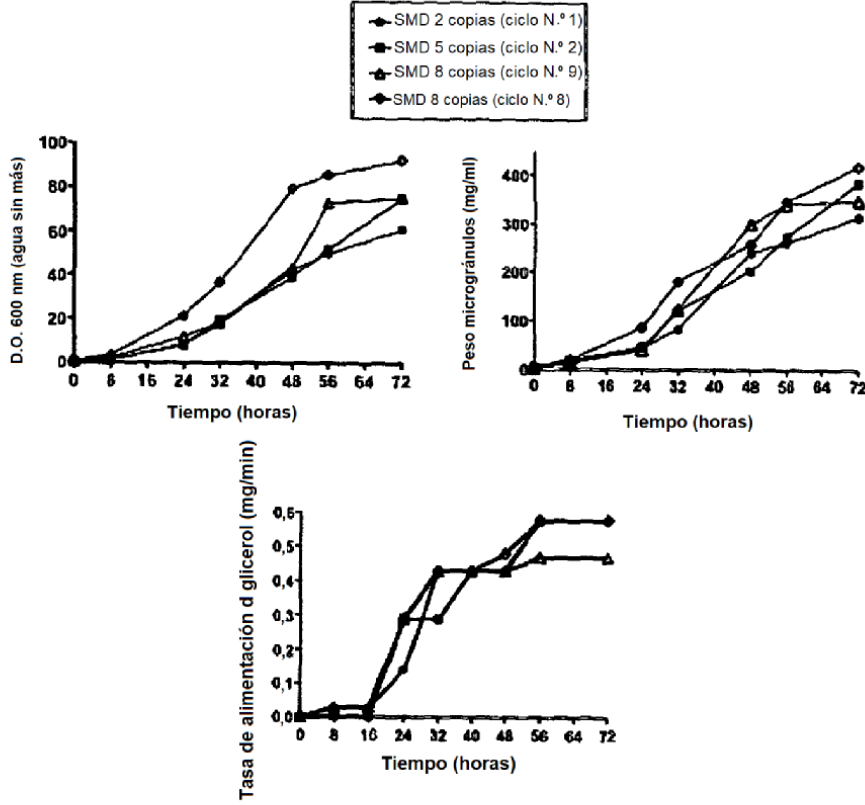 SMD 2 copias (ciclo N.º 1)
SMD 5 copias (ciclo N.º 2)
SMD 8 copias (ciclo N.º 9)
SMD 8 copias (ciclo N.º 8)
D.O. 600 nm (agua sin más)
100
80
60
40
20
0
0 8 16 24 32 40 48 56 64 72
Tiempo (horas)
Peso microgránulos (mg/ml)
400
300
200
100
0
0 8 16 24 32 40 48 56 64 72
Tiempo (horas)
Tasa de alimentación d glicerol (mg/min)
0,6
0,5
0,4
0,3
0,2
0,1
0,0
0 8 16 24 32 40 48 56 64 72
Tiempo (horas)